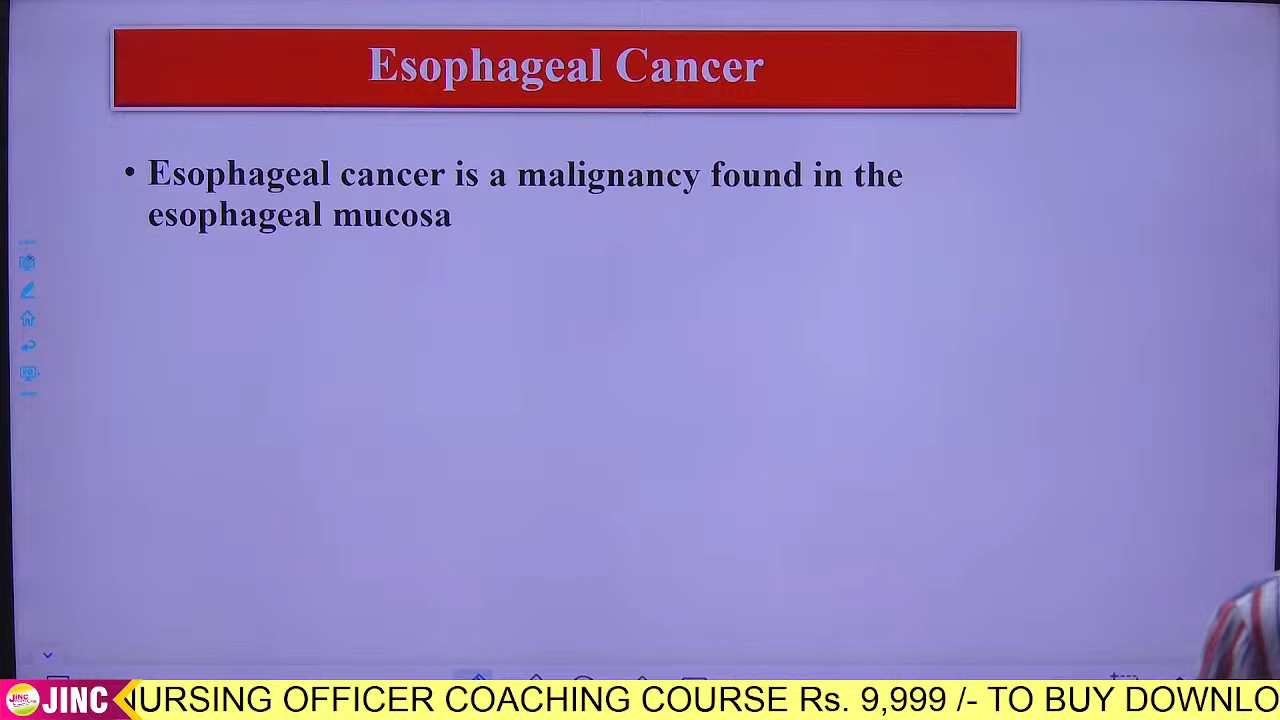 Esophageal Cancer
• Esophageal cancer is a malignancy found in the
esophageal mucosa
JINC
NURSING OFFICER COACHING COURSE Rs. 9,999 /- TO BUY DOWNLO